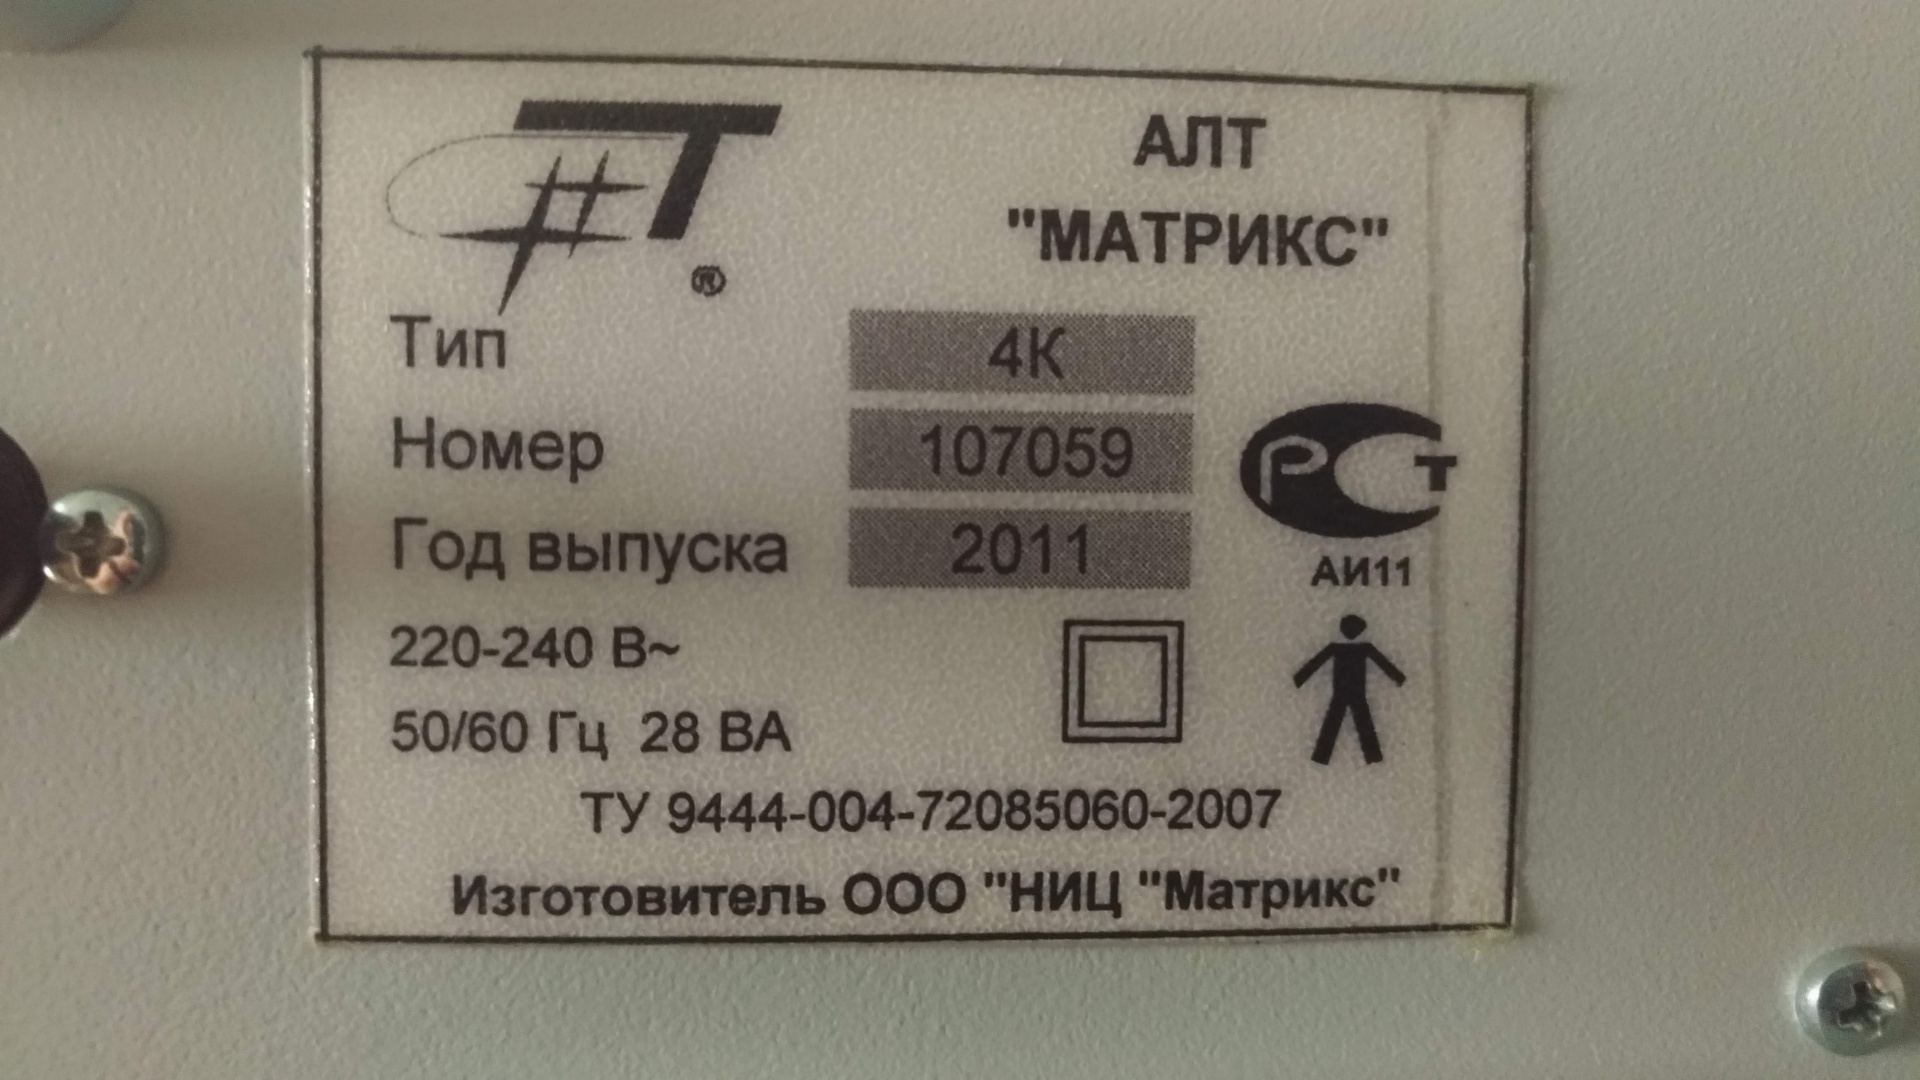 АЛТ
"МАТРИКС"
®
Тип 4К
Номер 107059
Год выпуска 2011
РСТ
АИ11
220-240 В~
50/60 Гц 28 ВА
ТУ 9444-004-72085060-2007
Изготовитель ООО "НИЦ "Матрикс"